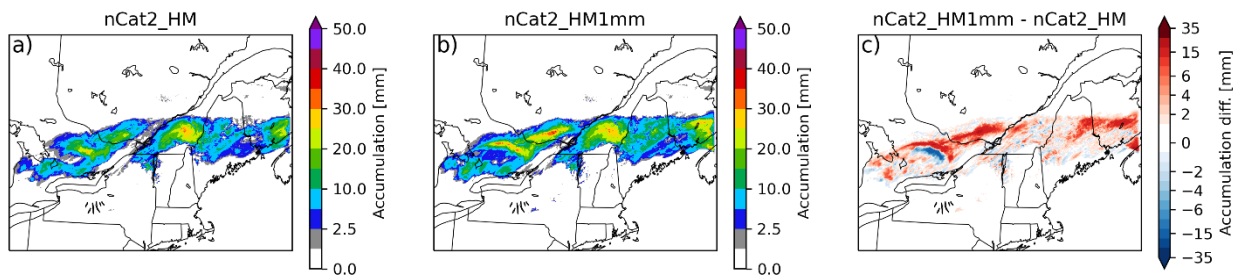 nCat2_HM
a)
50.0
40.0
30.0
20.0
10.0
2.5
0.0
Accumulation [mm]
nCat2_HM1mm
b)
50.0
40.0
30.0
20.0
10.0
2.5
0.0
Accumulation [mm]
nCat2_HM1mm - nCat2_HM
c)
35
15
6
4
2
0
−2
−4
−6
−15
−35
Accumulation diff. [mm]